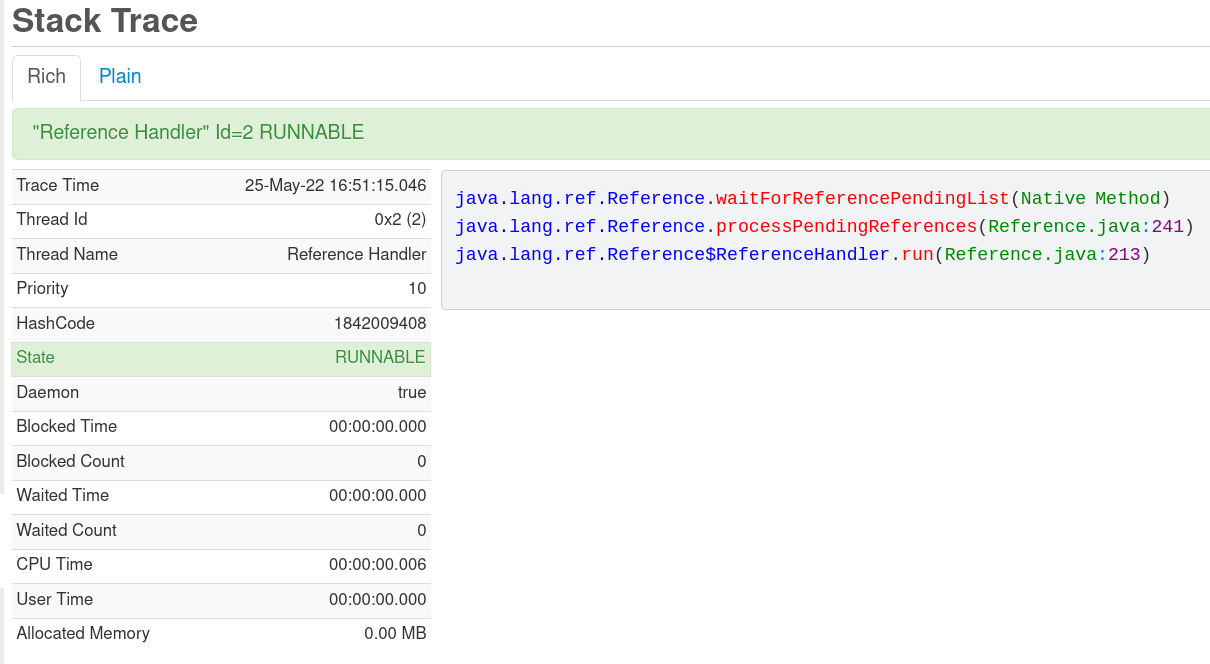 Stack Trace
Rich Plain
"Reference Handler" Id=2 RUNNABLE
Trace Time 25-May-22 16:51:15.046
Thread Id 0x2 (2)
Thread Name Reference Handler
Priority 10
HashCode 1842009408
State RUNNABLE
Daemon true
Blocked Time 00:00:00.000
Blocked Count 0
Waited Time 00:00:00.000
Waited Count 0
CPU Time 00:00:00.006
User Time 00:00:00.000
Allocated Memory 0.00 MB
java.lang.ref.Reference.waitForReferencePendingList(Native Method)
java.lang.ref.Reference.processPendingReferences(Reference.java:241)
java.lang.ref.Reference$ReferenceHandler.run(Reference.java:213)